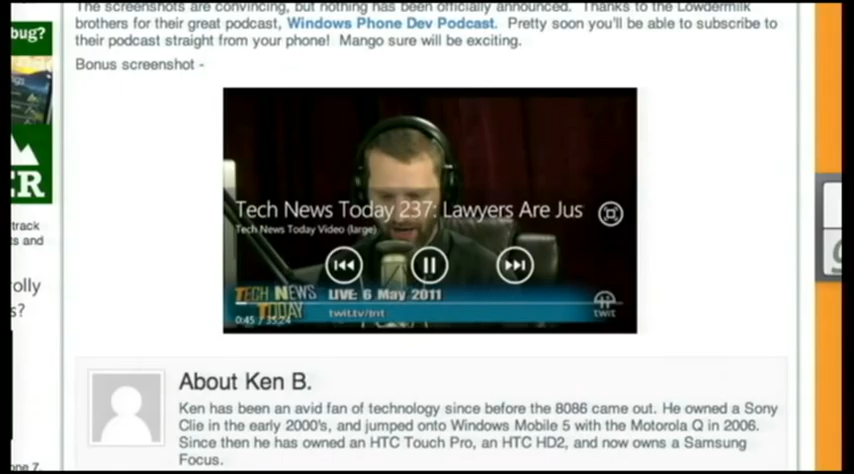 The screenshots are convincing, but nothing has been officially announced. Thanks to the Lowdermilk
brothers for their great podcast, Windows Phone Dev Podcast. Pretty soon you'll be able to subscribe to
their podcast straight from your phone! Mango sure will be exciting.
Bonus screenshot -
bug?
ER
track
s and
olly
s?
one 7,
Tech News Today 237: Lawyers Are Jus
Tech News Today Video (large)
TECH NEWS
TODAY
LIVE: 6 May 2011
twit.tv/tnt
TWiT
0:45 / 35:24
About Ken B.
Ken has been an avid fan of technology since before the 8086 came out. He owned a Sony
Clie in the early 2000's, and jumped onto Windows Mobile 5 with the Motorola Q in 2006.
Since then he has owned an HTC Touch Pro, an HTC HD2, and now owns a Samsung
Focus.